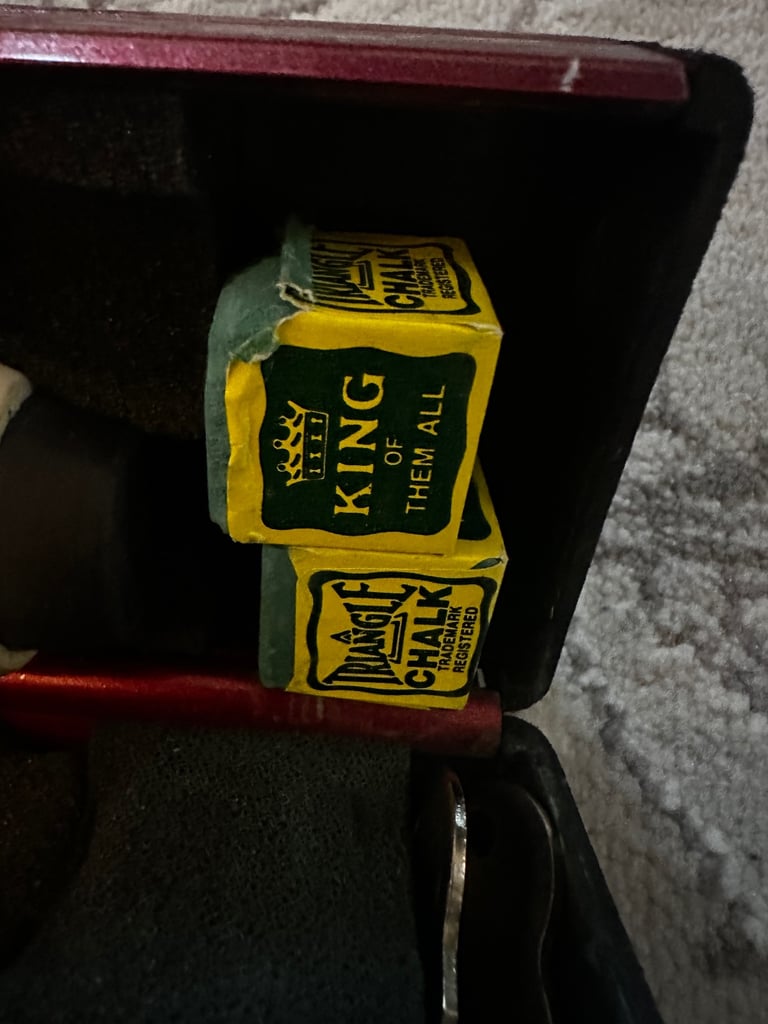 TRIANGLE
CHALK
TRADEMARK
REGISTERED
KING
OF
THEM ALL
TRIANGLE
CHALK
TRADEMARK
REGISTERED